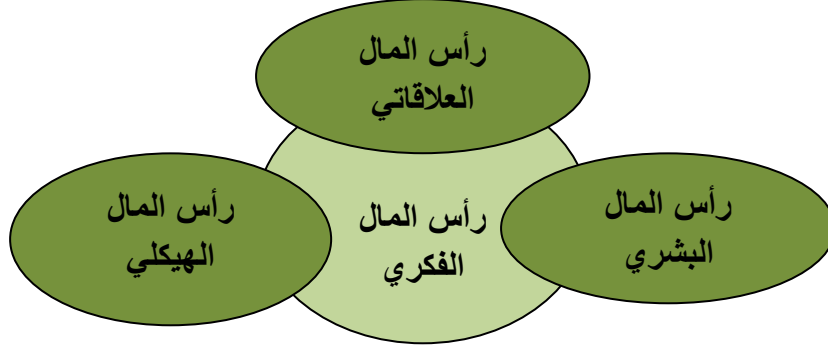 رأس المال
العلاقاتي
رأس المال
البشري
رأس المال
الفكري
رأس المال
الهيكلي